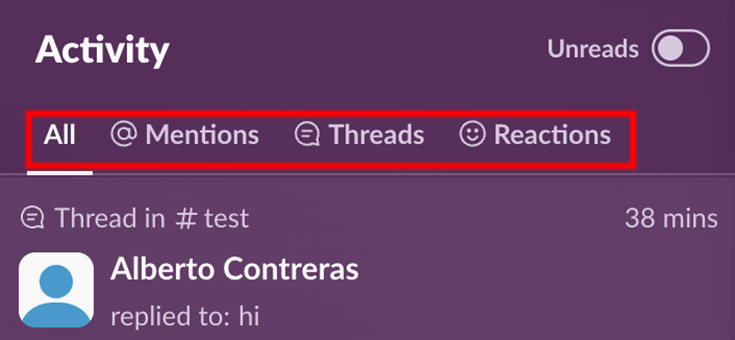 Activity
Unreads
All Mentions Threads Reactions
Thread in # test
38 mins
Alberto Contreras
replied to: hi